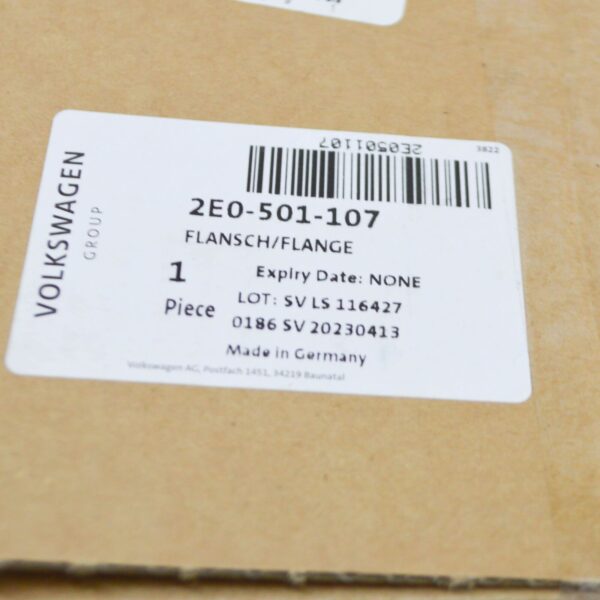 3822
2E0501107
2E0-501-107
FLANSCH/FLANGE
1
Piece
Expiry Date: NONE
LOT: SV LS 116427
0186 SV 20230413
Made in Germany
Volkswagen AG, Postfach 1451, 34219 Baunatal
VOLKSWAGEN
GROUP